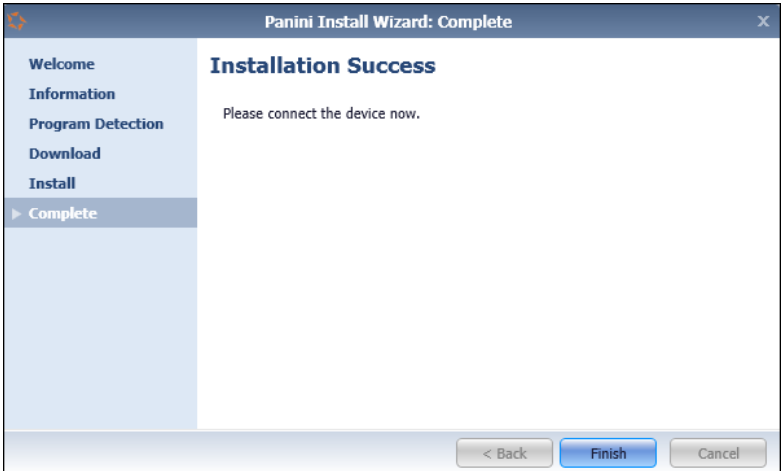 Panini Install Wizard: Complete
x
Welcome
Information
Program Detection
Download
Install
Complete
Installation Success
Please connect the device now.
< Back
Finish
Cancel